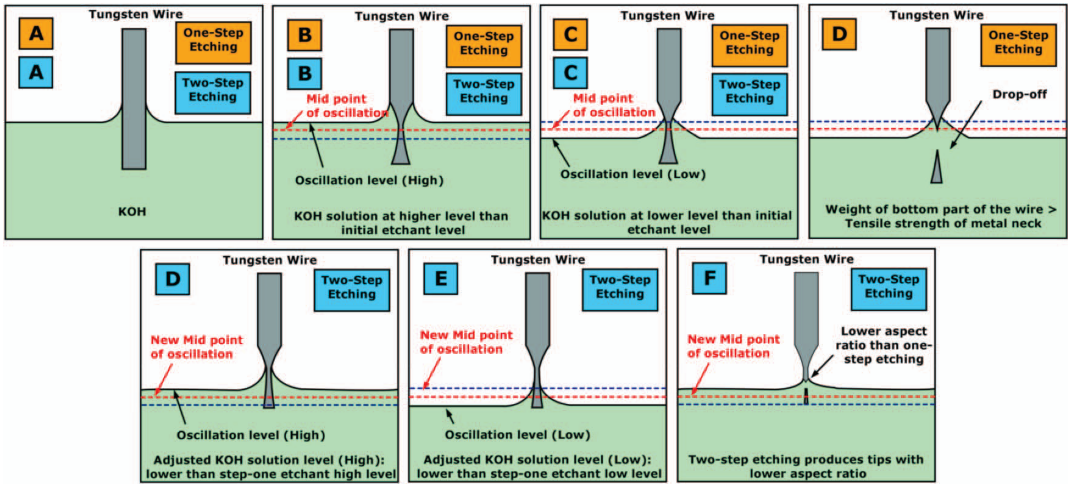 Tungsten Wire
A
A
One-Step
Etching
Two-Step
Etching
KOH
Tungsten Wire
B
B
One-Step
Etching
Two-Step
Etching
Mid point
of oscillation
Oscillation level (High)
KOH solution at higher level than
initial etchant level
Tungsten Wire
C
C
One-Step
Etching
Two-Step
Etching
Mid point
of oscillation
Oscillation level (Low)
KOH solution at lower level than initial
etchant level
Tungsten Wire
D
One-Step
Etching
Drop-off
Weight of bottom part of the wire >
Tensile strength of metal neck
Tungsten Wire
D
Two-Step
Etching
New Mid point
of oscillation
Oscillation level (High)
Adjusted KOH solution level (High):
lower than step-one etchant high level
Tungsten Wire
E
Two-Step
Etching
New Mid point
of oscillation
Oscillation level (Low)
Adjusted KOH solution level (Low):
lower than step-one etchant low level
Tungsten Wire
F
Two-Step
Etching
Lower aspect
ratio than one-
step etching
New Mid point
of oscillation
Two-step etching produces tips with
lower aspect ratio